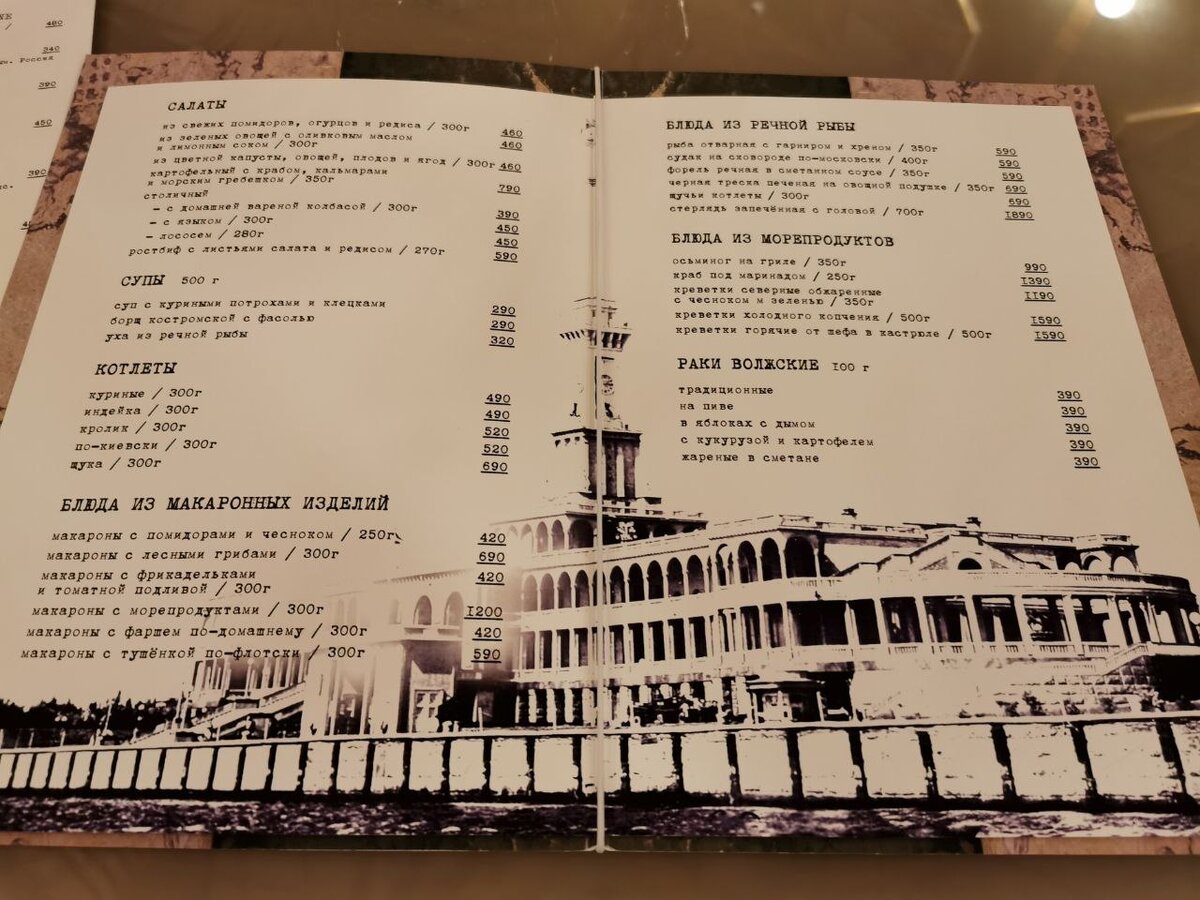 480
340
Россия
390
450
390
САЛАТЫ
из свежих помидоров, огурцов и редиса / 300г 460
из зеленых овощей с оливковым маслом
и лимонным соком / 300г 460
из цветной капусты, овощей, плодов и ягод / 300г 460
картофельный с крабом, кальмарами
и морским гребешком / 350г 790
столичный
- с домашней вареной колбасой / 300г 390
- с языком / 300г 450
- лососем / 280г 450
ростбиф с листьями салата и редисом / 270г 590
СУПЫ 500 г
суп с куриными потрохами и клецками 290
борщ костромской с фасолью 290
уха из речной рыбы 320
КОТЛЕТЫ
куриные / 300г 490
индейка / 300г 490
кролик / 300г 520
по-киевски / 300г 520
щука / 300г 690
БЛЮДА ИЗ МАКАРОННЫХ ИЗДЕЛИЙ
макароны с помидорами и чесноком / 250г 420
макароны с лесными грибами / 300г 690
макароны с фрикадельками 420
и томатной подливой / 300г
макароны с морепродуктами / 300г 1200
макароны с фаршем по-домашнему / 300г 420
макароны с тушёнкой по-флотски / 300г 590
БЛЮДА ИЗ РЕЧНОЙ РЫБЫ
рыба отварная с гарниром и хреном / 350г 590
судак на сковороде по-московски / 400г 590
форель речная в сметанном соусе / 350г 590
черная треска печеная на овощной подушке / 350г 690
щучьи котлеты / 300г 690
стерлядь запечённая с головой / 700г 1890
БЛЮДА ИЗ МОРЕПРОДУКТОВ
осьминог на гриле / 350г 990
краб под маринадом / 250г 1390
креветки северные обжаренные 1190
с чесноком м зеленью / 350г
креветки холодного копчения / 500г 1590
креветки горячие от шефа в кастрюле / 500г 1590
РАКИ ВОЛЖСКИЕ 100 г
традиционные 390
на пиве 390
в яблоках с дымом 390
с кукурузой и картофелем 390
жареные в сметане 390